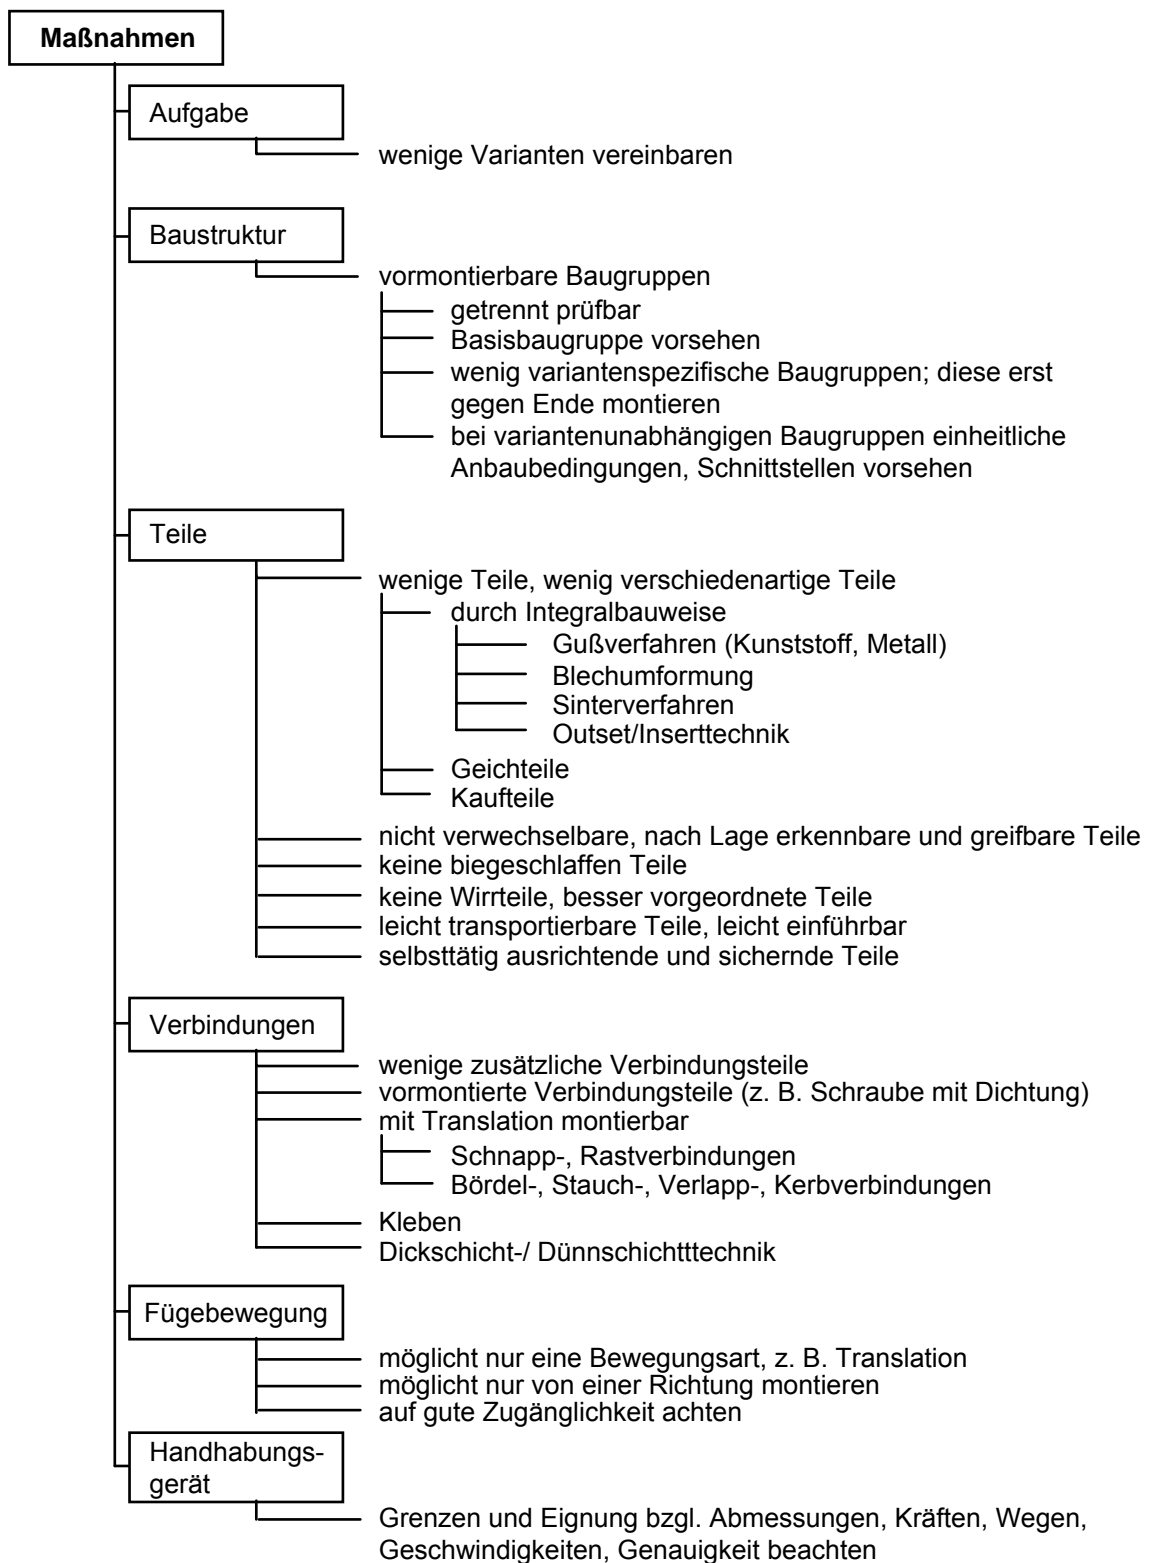 Maßnahmen
Aufgabe
wenige Varianten vereinbaren
Baustruktur
vormontierbare Baugruppen
getrennt prüfbar
Basisbaugruppe vorsehen
wenig variantenspezifische Baugruppen; diese erst
gegen Ende montieren
bei variantenunabhängigen Baugruppen einheitliche
Anbaubedingungen, Schnittstellen vorsehen
Teile
wenige Teile, wenig verschiedenartige Teile
durch Integralbauweise
Gußverfahren (Kunststoff, Metall)
Blechumformung
Sinterverfahren
Outset/Inserttechnik
Geichteile
Kaufteile
nicht verwechselbare, nach Lage erkennbare und greifbare Teile
keine biegeschlaffen Teile
keine Wirrteile, besser vorgeordnete Teile
leicht transportierbare Teile, leicht einführbar
selbsttätig ausrichtende und sichernde Teile
Verbindungen
wenige zusätzliche Verbindungsteile
vormontierte Verbindungsteile (z. B. Schraube mit Dichtung)
mit Translation montierbar
Schnapp-, Rastverbindungen
Bördel-, Stauch-, Verlapp-, Kerbverbindungen
Kleben
Dickschicht-/ Dünnschichtttechnik
Fügebewegung
möglicht nur eine Bewegungsart, z. B. Translation
möglicht nur von einer Richtung montieren
auf gute Zugänglichkeit achten
Handhabungs-
gerät
Grenzen und Eignung bzgl. Abmessungen, Kräften, Wegen,
Geschwindigkeiten, Genauigkeit beachten